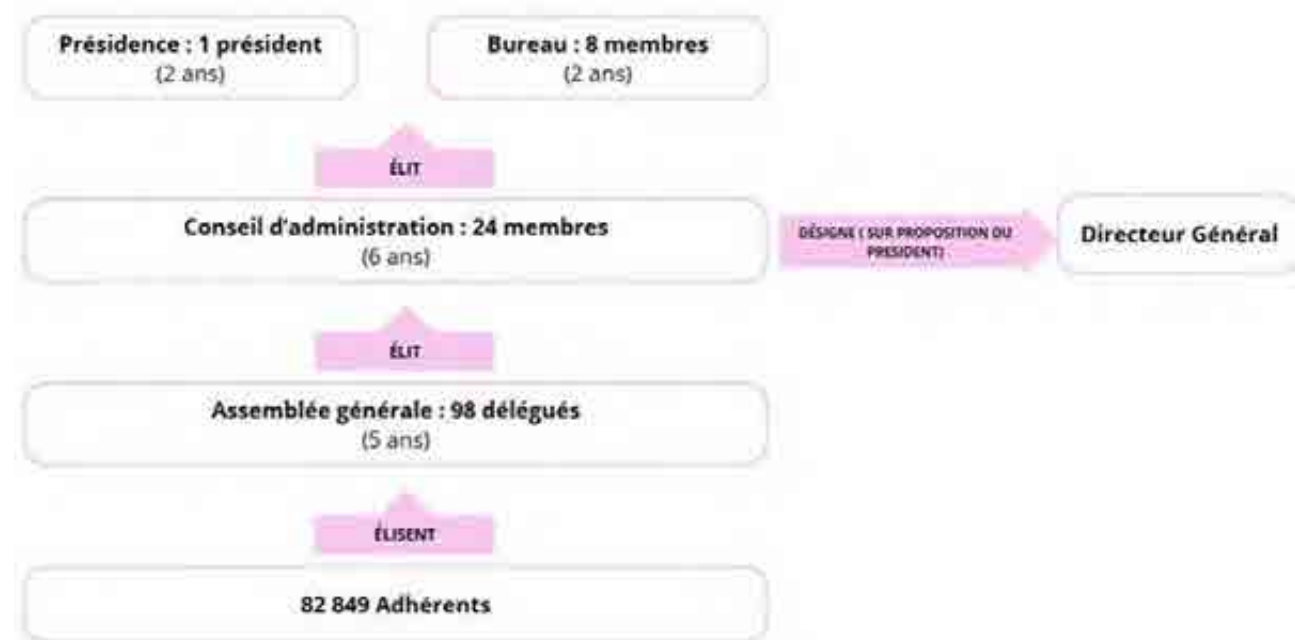 Présidence : 1 président
(2 ans)
Bureau : 8 membres
(2 ans)
ÉLIT
Conseil d'administration : 24 membres
(6 ans)
DÉSIGNE ( SUR PROPOSITION DU
PRESIDENT)
Directeur Général
ÉLIT
Assemblée générale : 98 délégués
(5 ans)
ÉLISENT
82 849 Adhérents